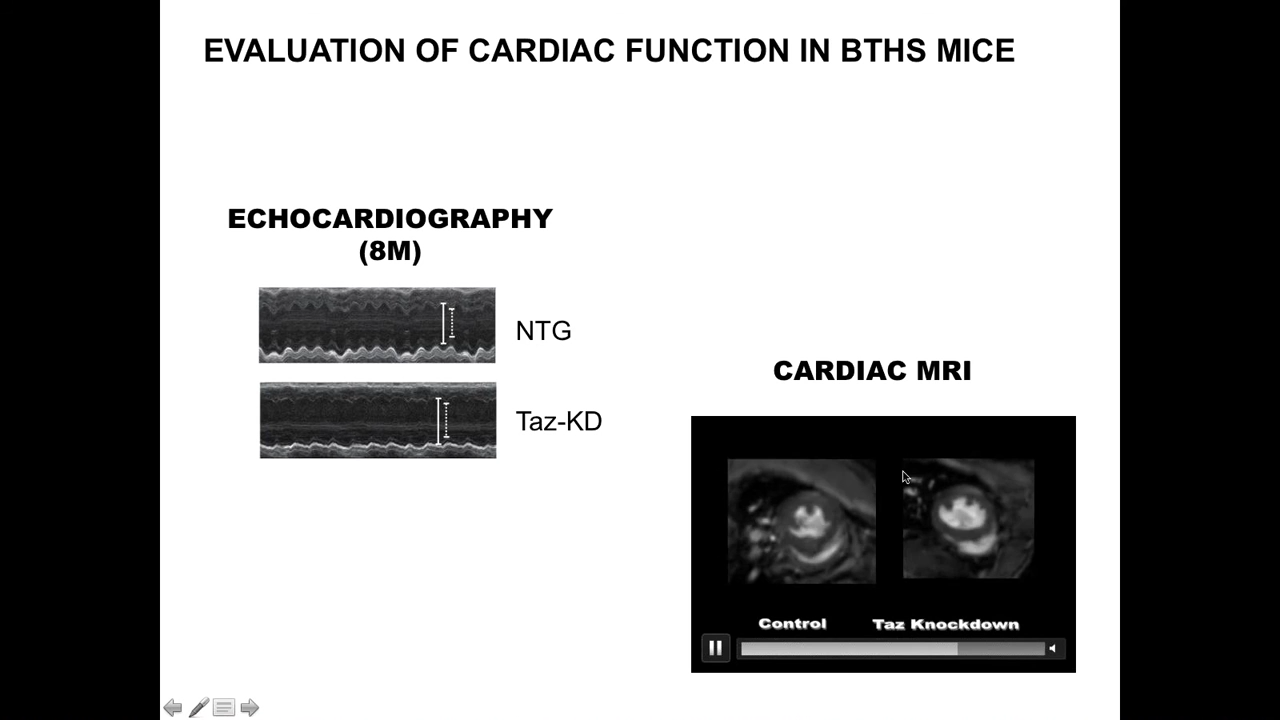 EVALUATION OF CARDIAC FUNCTION IN BTHS MICE
ECHOCARDIOGRAPHY
(8M)
NTG
Taz-KD
CARDIAC MRI
Control
Taz Knockdown